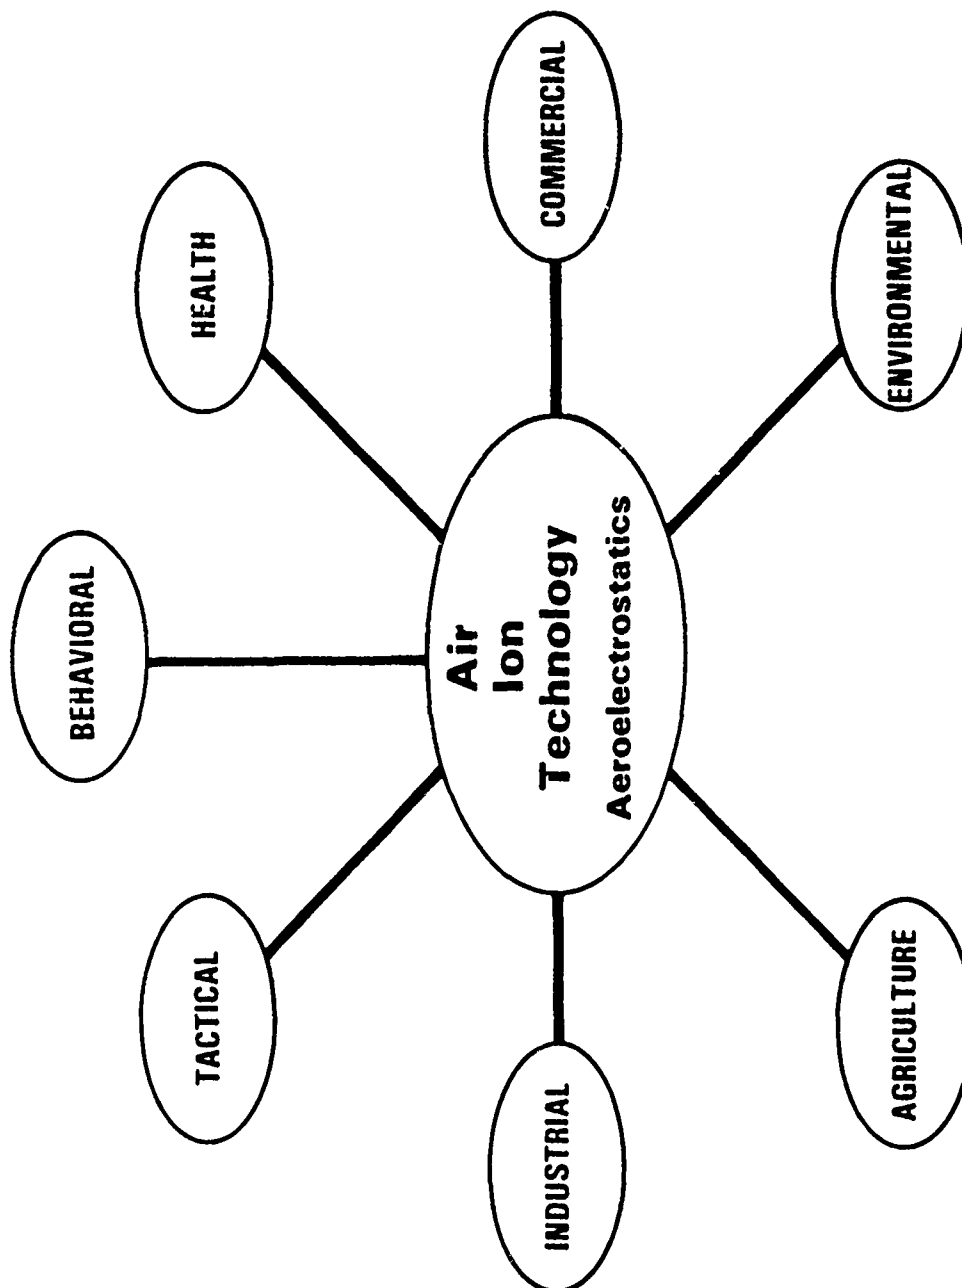 BEHAVIORAL
TACTICAL
HEALTH
INDUSTRIAL
Air
Ion
Technology
Aeroelectrostatics
COMMERCIAL
AGRICULTURE
ENVIRONMENTAL